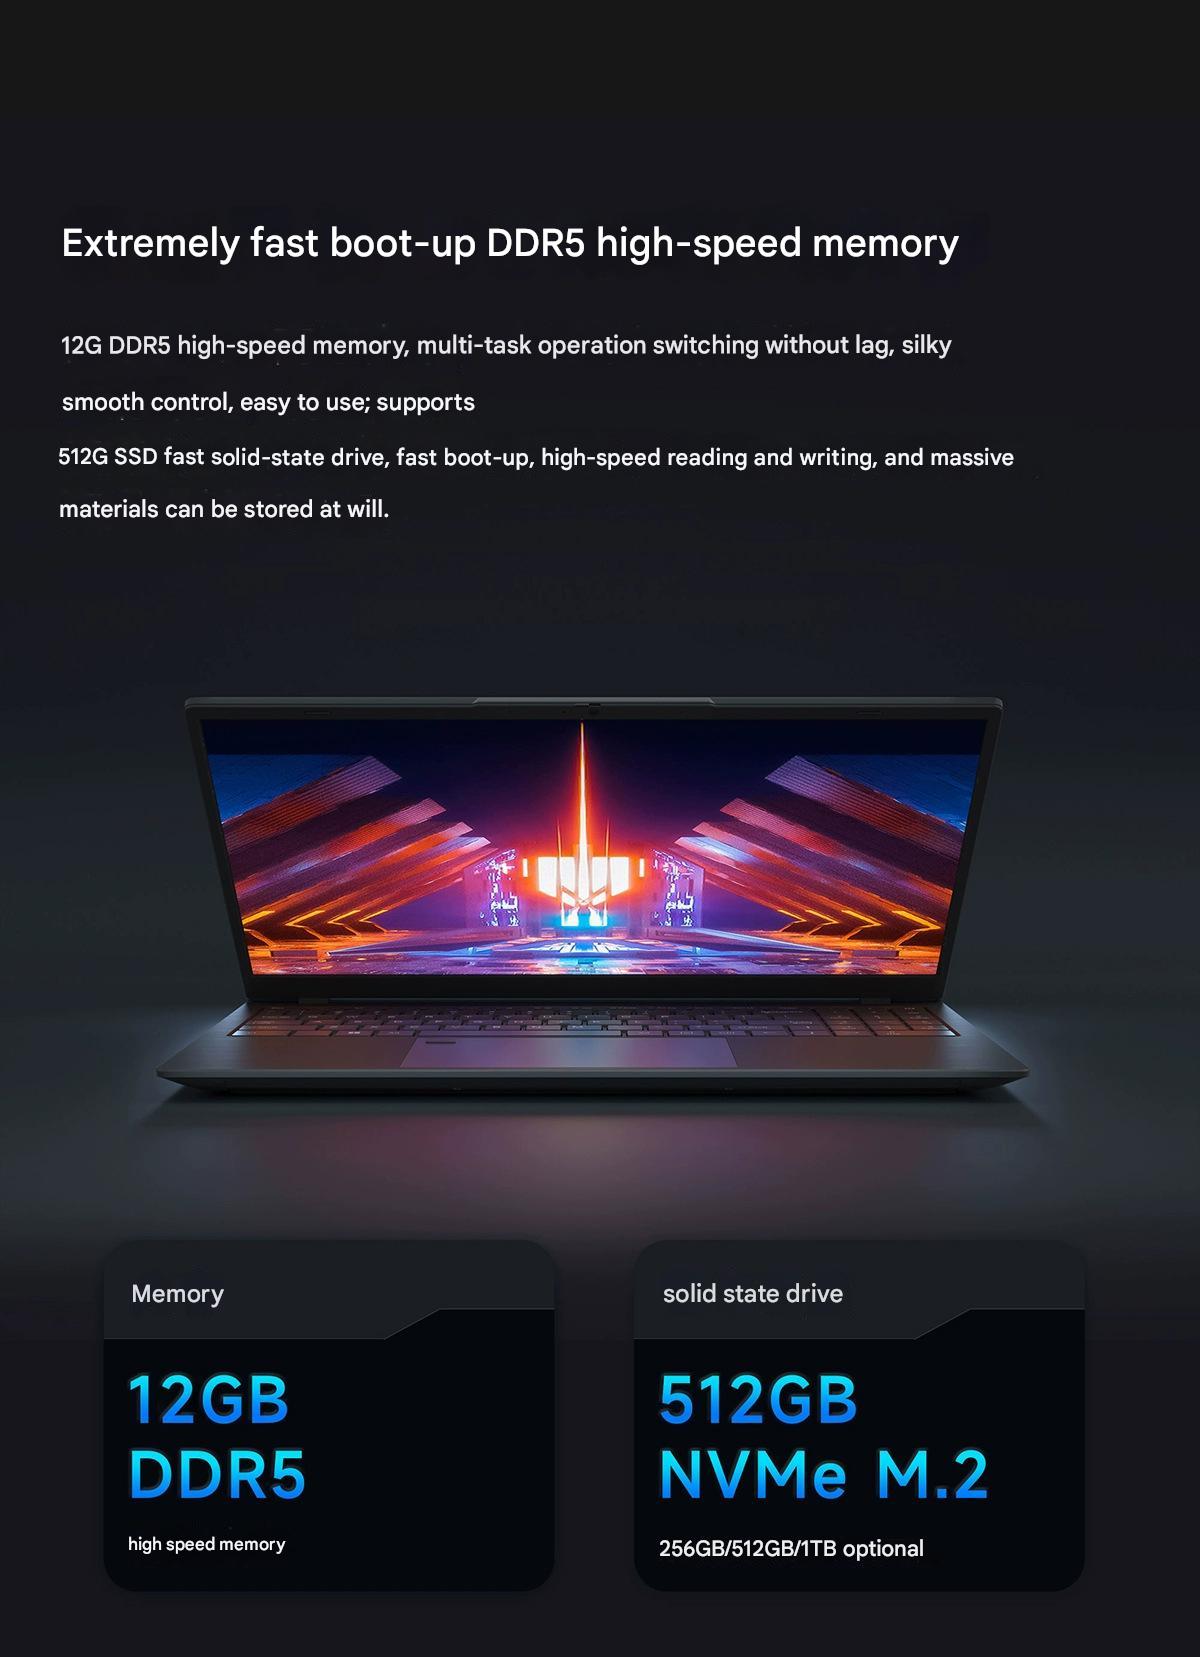 Extremely fast boot-up DDR5 high-speed memory
12G DDR5 high-speed memory, multi-task operation switching without lag, silky
smooth control, easy to use; supports
512G SSD fast solid-state drive, fast boot-up, high-speed reading and writing, and massive
materials can be stored at will.
Memory
12GB
DDR5
high speed memory
solid state drive
512GB
NVMe M.2
256GB/512GB/1TB optional